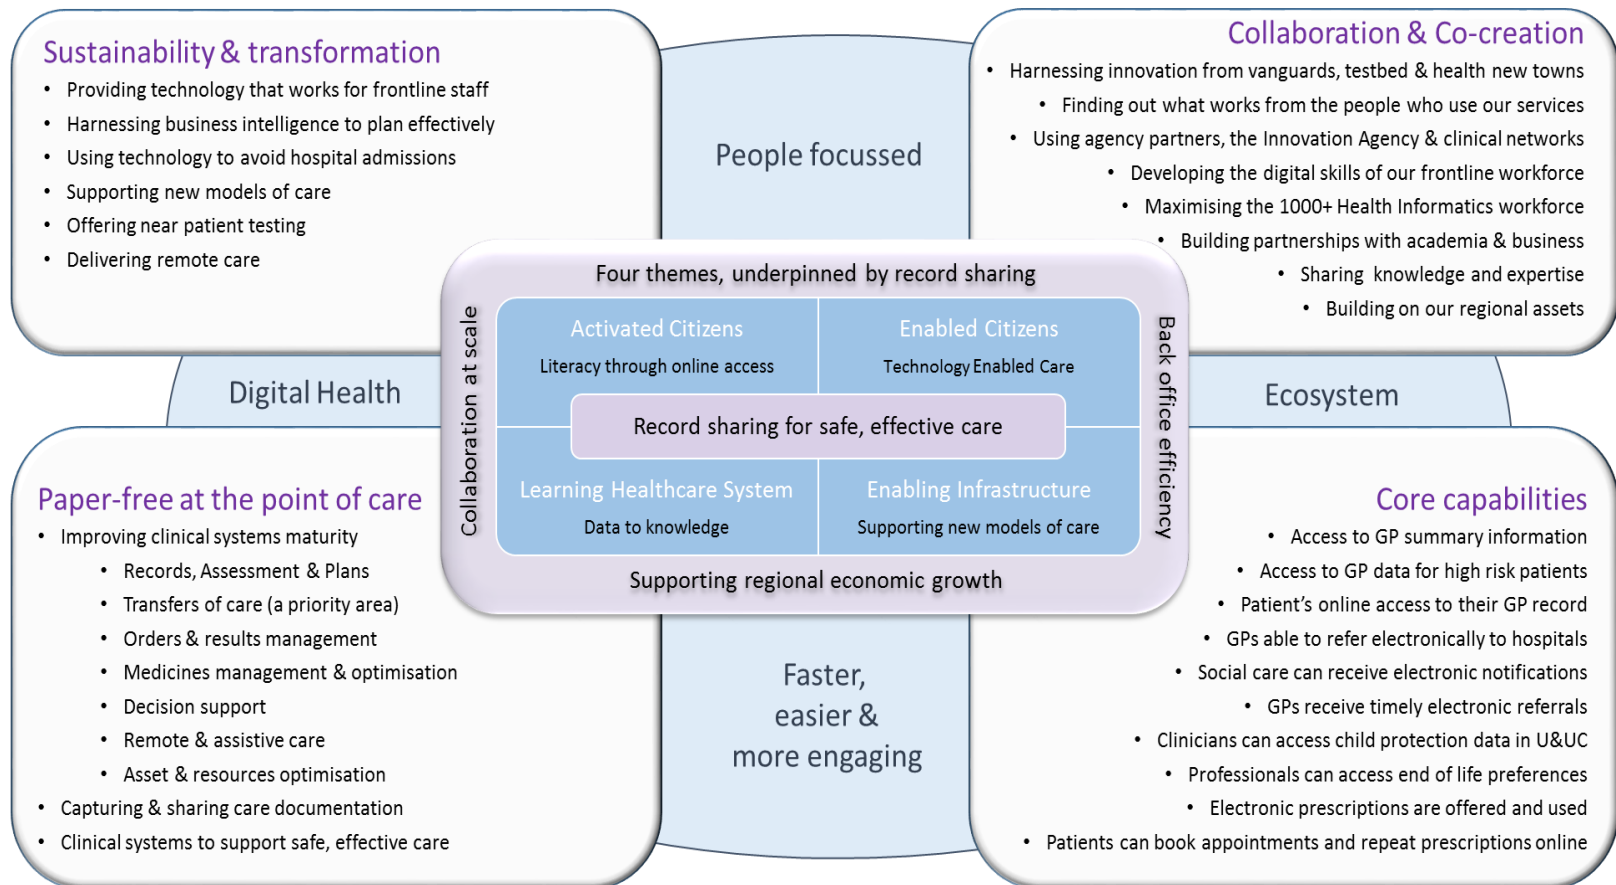 Sustainability & transformation
• Providing technology that works for frontline staff
• Harnessing business intelligence to plan effectively
• Using technology to avoid hospital admissions
• Supporting new models of care
• Offering near patient testing
• Delivering remote care
People focussed
Collaboration & Co-creation
• Harnessing innovation from vanguards, testbed & health new towns
• Finding out what works from the people who use our services
• Using agency partners, the Innovation Agency & clinical networks
• Developing the digital skills of our frontline workforce
• Maximising the 1000+ Health Informatics workforce
• Building partnerships with academia & business
• Sharing knowledge and expertise
• Building on our regional assets
Digital Health
Four themes, underpinned by record sharing
Collaboration at scale
Activated Citizens
Literacy through online access
Enabled Citizens
Technology Enabled Care
Record sharing for safe, effective care
Learning Healthcare System
Data to knowledge
Enabling Infrastructure
Supporting new models of care
Back office efficiency
Supporting regional economic growth
Ecosystem
Paper-free at the point of care
• Improving clinical systems maturity
• Records, Assessment & Plans
• Transfers of care (a priority area)
• Orders & results management
• Medicines management & optimisation
• Decision support
• Remote & assistive care
• Asset & resources optimisation
• Capturing & sharing care documentation
• Clinical systems to support safe, effective care
Faster,
easier &
more engaging
Core capabilities
• Access to GP summary information
• Access to GP data for high risk patients
• Patient's online access to their GP record
• GPs able to refer electronically to hospitals
• Social care can receive electronic notifications
• GPs receive timely electronic referrals
• Clinicians can access child protection data in U&UC
• Professionals can access end of life preferences
• Electronic prescriptions are offered and used
• Patients can book appointments and repeat prescriptions online